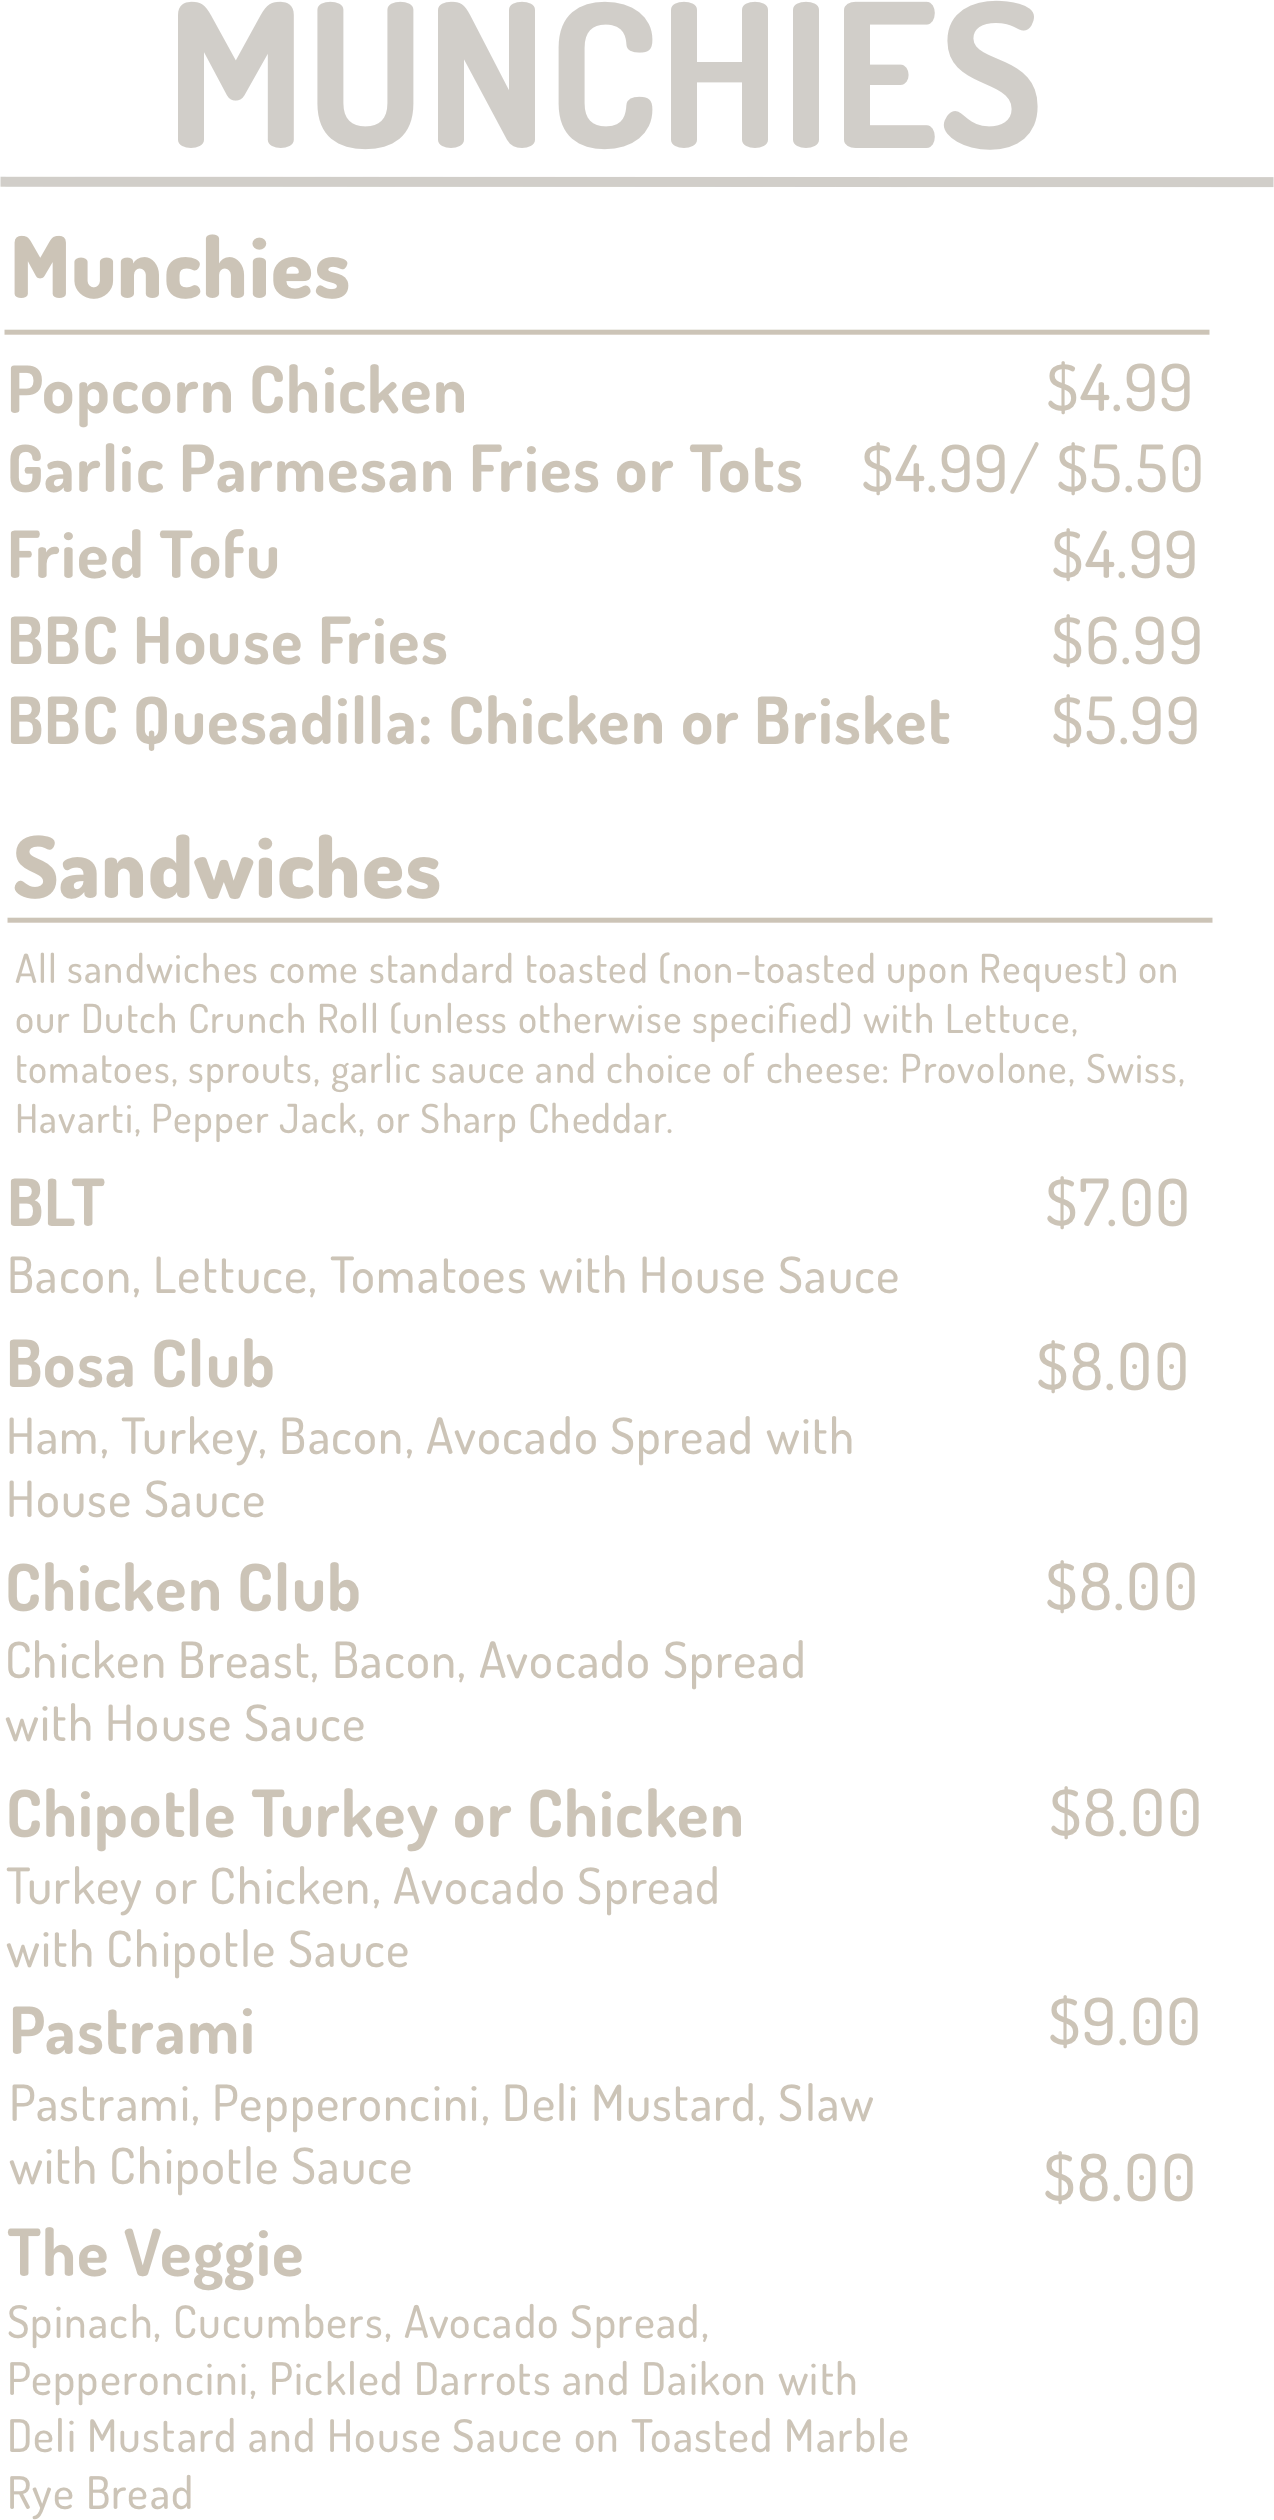 MUNCHIES
Munchies
Popcorn Chicken $4.99
Garlic Parmesan Fries or Tots $4.99/$5.50
Fried Tofu $4.99
BBC House Fries $6.99
BBC Quesadilla: Chicken or Brisket $5.99
Sandwiches
All sandwiches come standard toasted (non-toasted upon Request) on
our Dutch Crunch Roll (unless otherwise specified) with Lettuce,
tomatoes, sprouts, garlic sauce and choice of cheese: Provolone, Swiss,
Havarti, Pepper Jack, or Sharp Cheddar.
BLT $7.00
Bacon, Lettuce, Tomatoes with House Sauce
Bosa Club $8.00
Ham, Turkey, Bacon, Avocado Spread with
House Sauce
Chicken Club $8.00
Chicken Breast, Bacon, Avocado Spread
with House Sauce
Chipotle Turkey or Chicken $8.00
Turkey or Chicken, Avocado Spread
with Chipotle Sauce
Pastrami $9.00
Pastrami, Pepperoncini, Deli Mustard, Slaw
with Chipotle Sauce
$8.00
The Veggie
Spinach, Cucumbers, Avocado Spread,
Pepperoncini, Pickled Darrots and Daikon with
Deli Mustard and House Sauce on Toasted Marble
Rye Bread